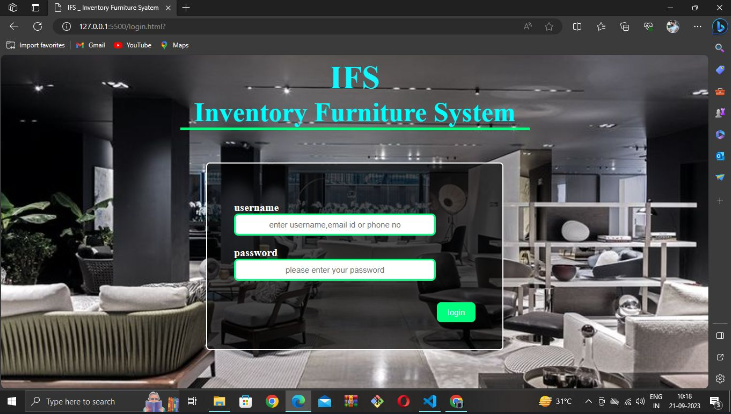 IFS _ Inventory Furniture System
127.0.0.1:5500/login.html?
Import favorites
Gmail
YouTube
Maps
IFS
Inventory Furniture System
username
enter username,email id or phone no
password
please enter your password
login
Type here to search
31°C
ENG
IN
10:18
21-09-2023